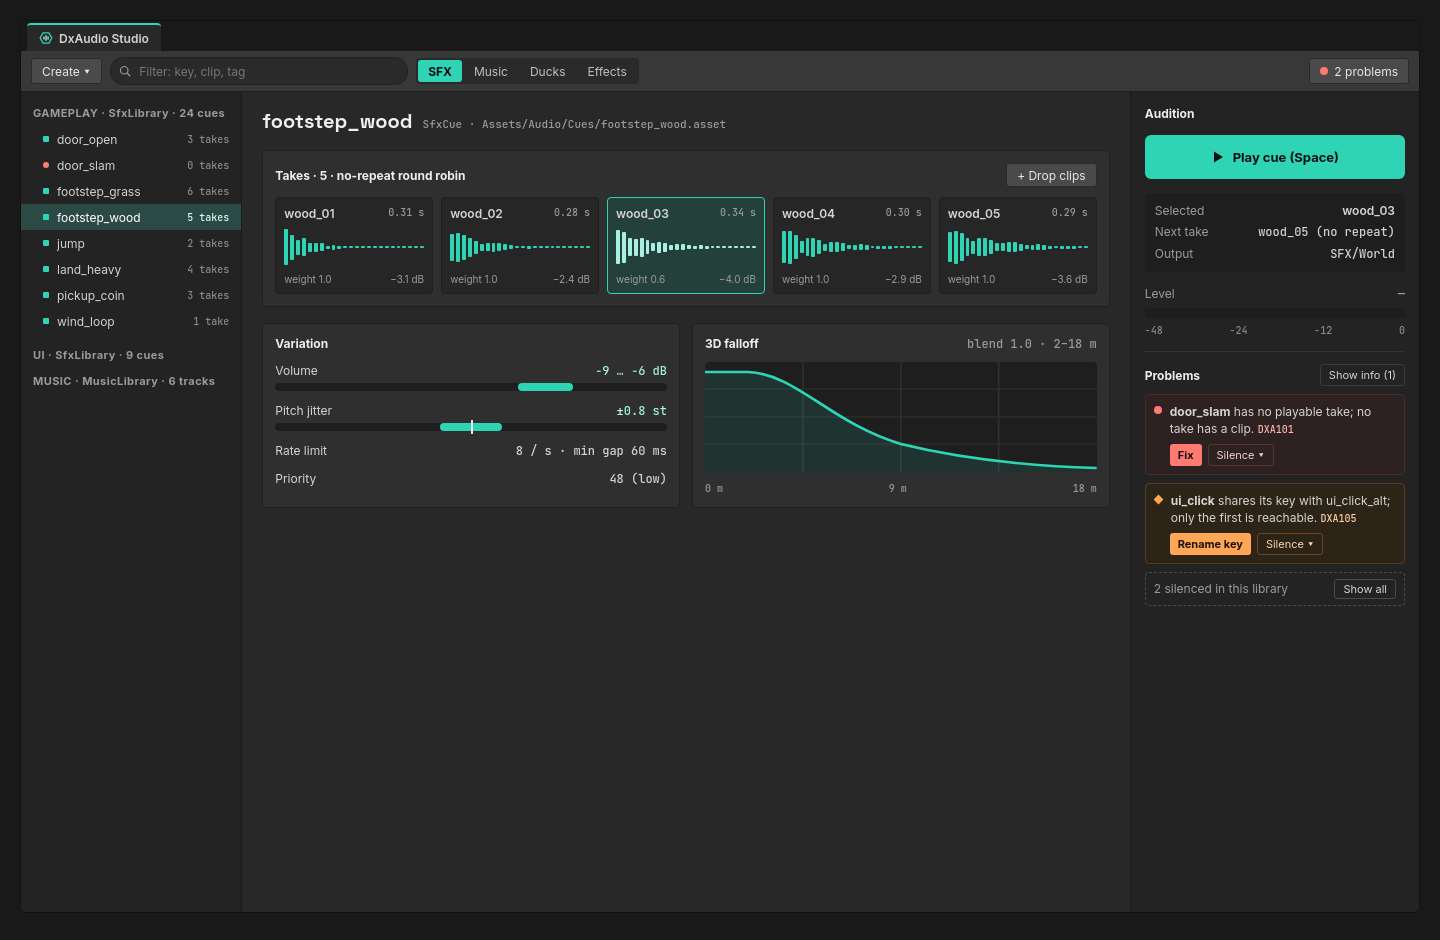 DxAudio Studio
Create ▾
Filter: key, clip, tag
SFX
Music
Ducks
Effects
2 problems
GAMEPLAY · SfxLibrary · 24 cues
door_open 3 takes
door_slam 0 takes
footstep_grass 6 takes
footstep_wood 5 takes
jump 2 takes
land_heavy 4 takes
pickup_coin 3 takes
wind_loop 1 take
UI · SfxLibrary · 9 cues
MUSIC · MusicLibrary · 6 tracks
footstep_wood SfxCue · Assets/Audio/Cues/footstep_wood.asset
Takes · 5 · no-repeat round robin
+ Drop clips
wood_01 0.31 s
weight 1.0 −3.1 dB
wood_02 0.28 s
weight 1.0 −2.4 dB
wood_03 0.34 s
weight 0.6 −4.0 dB
wood_04 0.30 s
weight 1.0 −2.9 dB
wood_05 0.29 s
weight 1.0 −3.6 dB
Variation
Volume -9 … -6 dB
Pitch jitter ±0.8 st
Rate limit 8 / s · min gap 60 ms
Priority 48 (low)
3D falloff blend 1.0 · 2–18 m
0 m 9 m 18 m
Audition
Play cue (Space)
Selected wood_03
Next take wood_05 (no repeat)
Output SFX/World
Level –
-48 -24 -12 0
Problems
Show info (1)
door_slam has no playable take; no
take has a clip. DXA101
Fix
Silence ▾
ui_click shares its key with ui_click_alt;
only the first is reachable. DXA105
Rename key
Silence ▾
2 silenced in this library
Show all